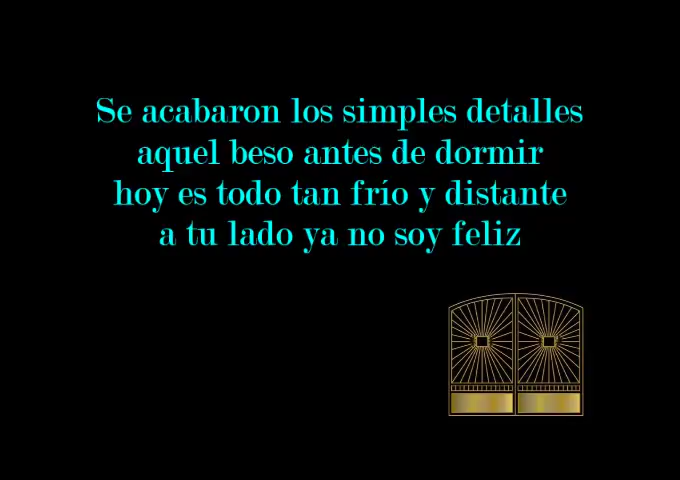 Se acabaron los simples detalles
aquel beso antes de dormir
hoy es todo tan frío y distante
a tu lado ya no soy feliz